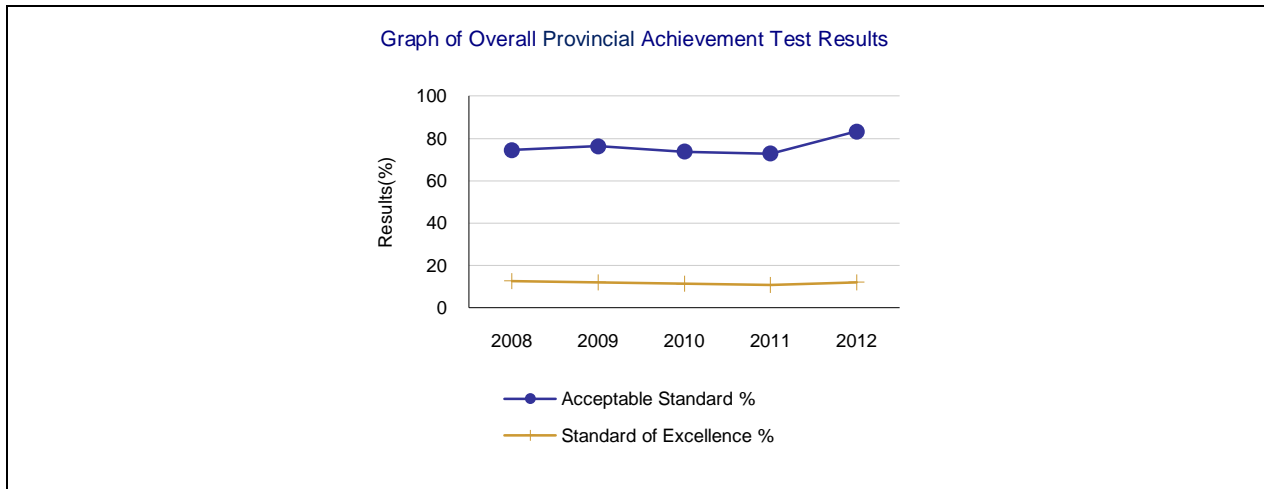 Graph of Overall Provincial Achievement Test Results
100
80
60
40
20
0
Results(%)
2008 2009 2010 2011 2012
Acceptable Standard %
Standard of Excellence %